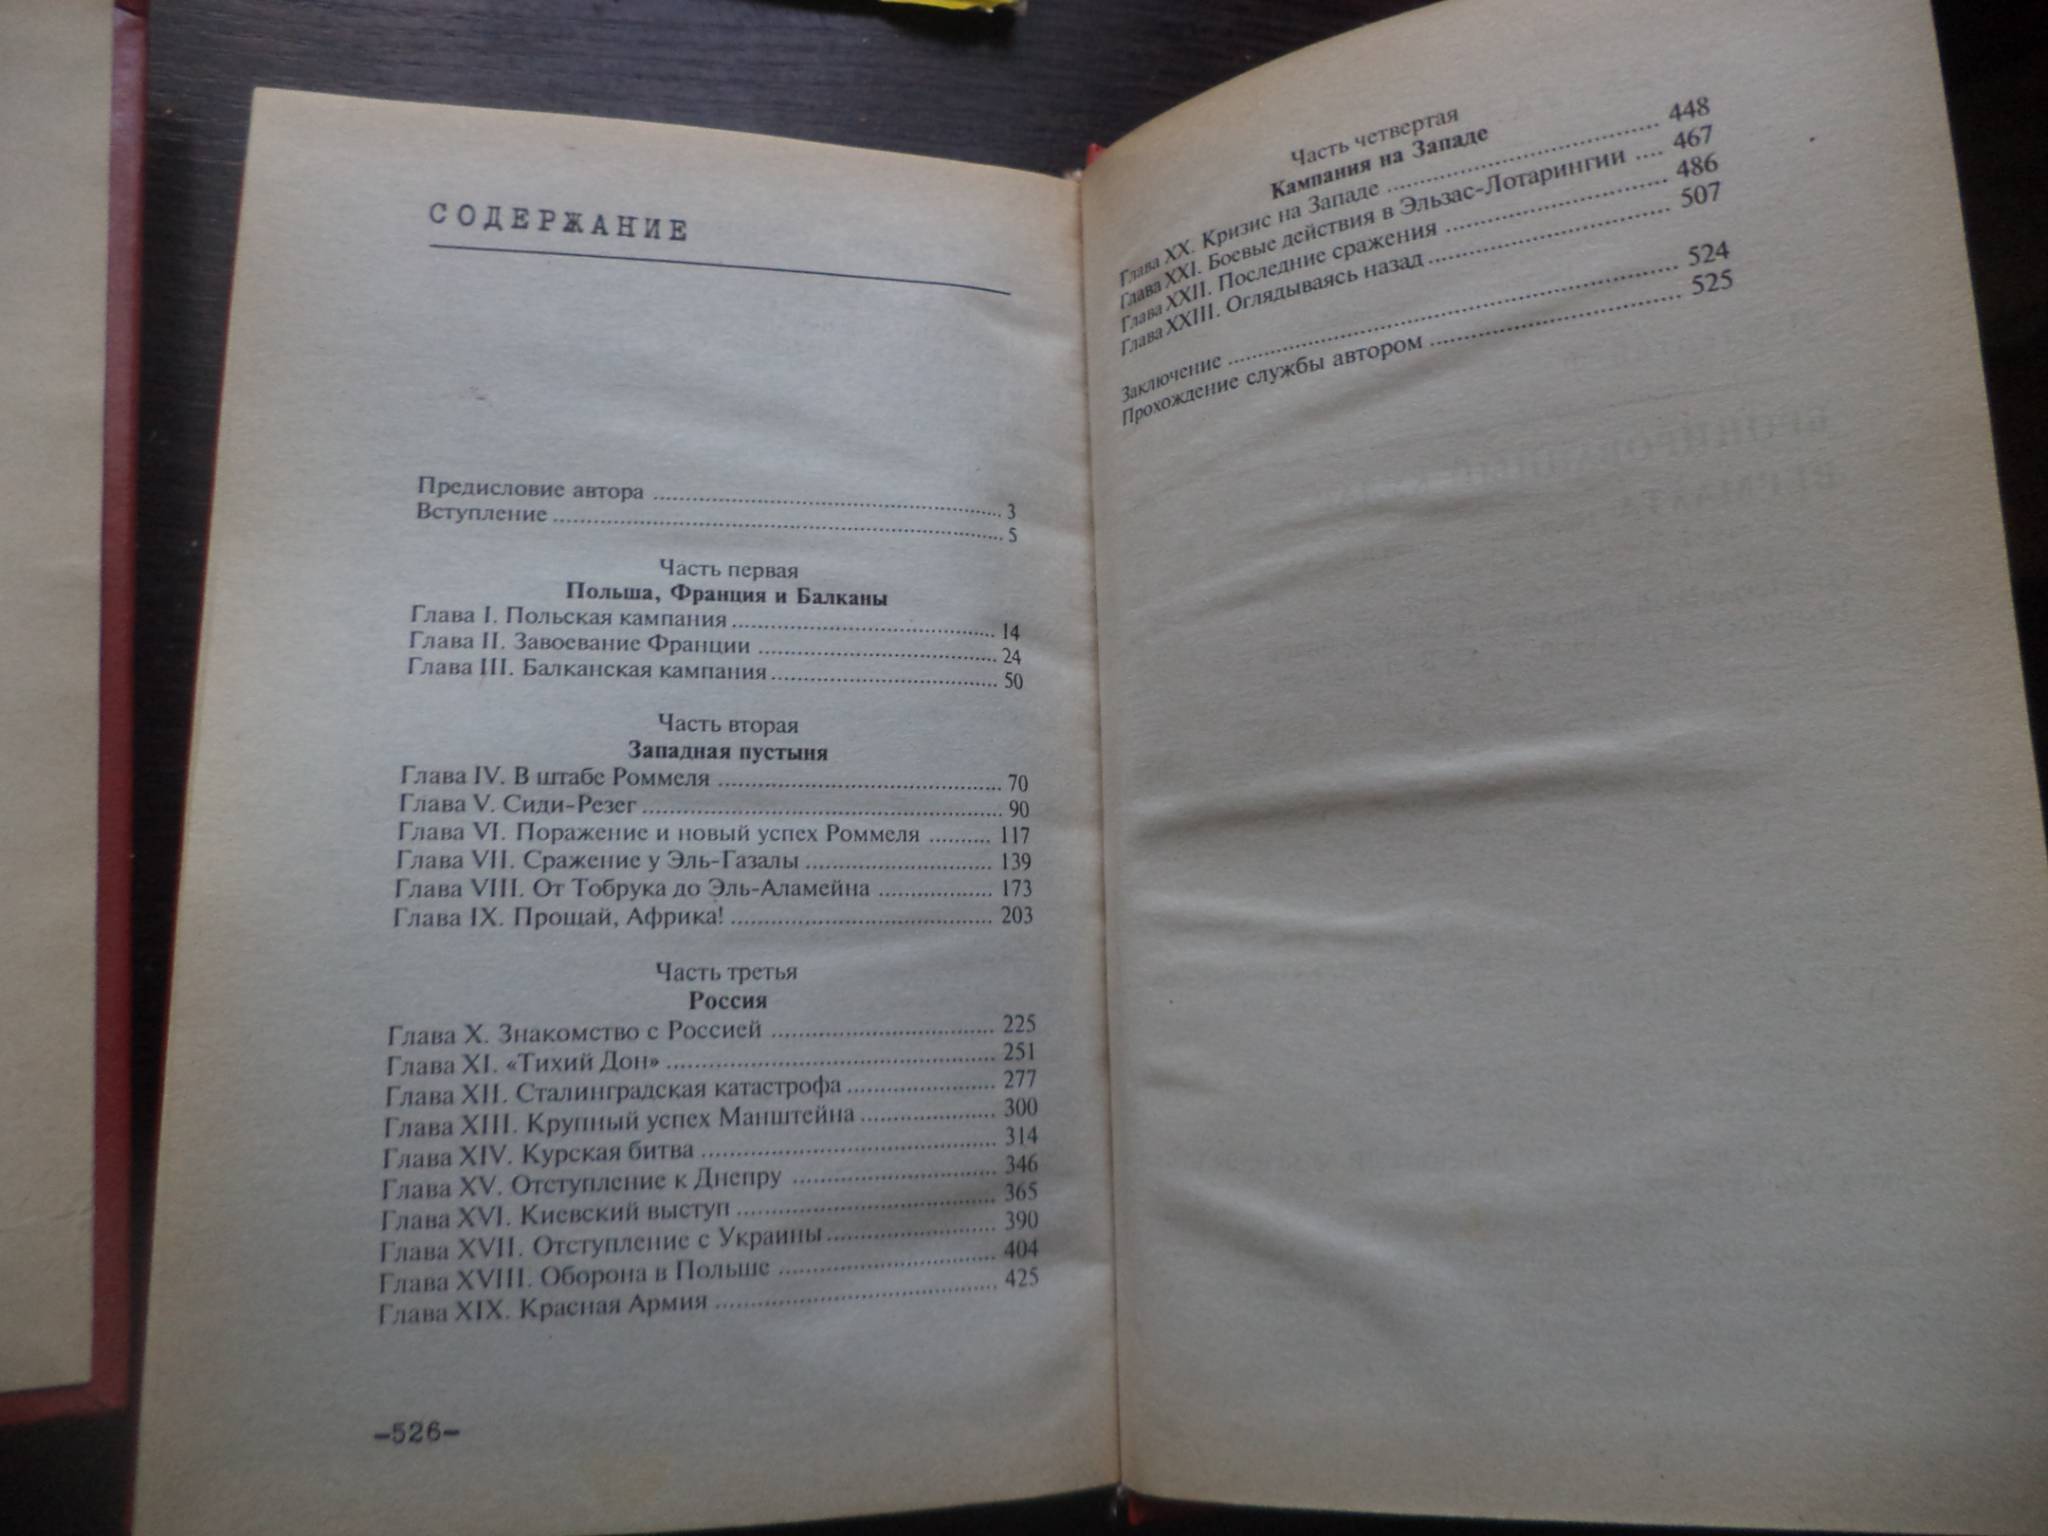 СОДЕРЖАНИЕ
Предисловие автора ........ 3
Вступление ........ 5
Часть первая
Польша, Франция и Балканы
Глава I. Польская кампания ........ 14
Глава II. Завоевание Франции ........ 24
Глава III. Балканская кампания ........ 50
Часть вторая
Западная пустыня
Глава IV. В штабе Роммеля ........ 70
Глава V. Сиди-Резег ........ 90
Глава VI. Поражение и новый успех Роммеля ........ 117
Глава VII. Сражение у Эль-Газалы ........ 139
Глава VIII. От Тобрука до Эль-Аламейна ........ 173
Глава IX. Прощай, Африка! ........ 203
Часть третья
Россия
Глава X. Знакомство с Россией ........ 225
Глава XI. «Тихий Дон» ........ 251
Глава XII. Сталинградская катастрофа ........ 277
Глава XIII. Крупный успех Манштейна ........ 300
Глава XIV. Курская битва ........ 314
Глава XV. Отступление к Днепру ........ 346
Глава XVI. Киевский выступ ........ 365
Глава XVII. Отступление с Украины ........ 390
Глава XVIII. Оборона в Польше ........ 404
Глава XIX. Красная Армия ........ 425
–526–
Часть четвертая
Кампания на Западе
Глава XX. Кризис на Западе ........ 448
Глава XXI. Боевые действия в Эльзас-Лотарингии .... 467
Глава XXII. Последние сражения ........ 486
Глава XXIII. Оглядываясь назад ........ 507
Заключение ........ 524
Прохождение службы автором ........ 525